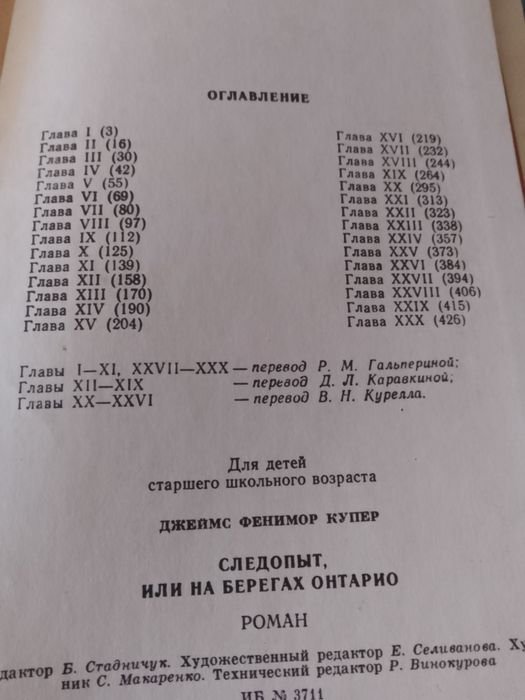 ОГЛАВЛЕНИЕ
Глава I (3)
Глава II (16)
Глава III (30)
Глава IV (42)
Глава V (55)
Глава VI (69)
Глава VII (80)
Глава VIII (97)
Глава IX (112)
Глава X (125)
Глава XI (139)
Глава XII (158)
Глава XIII (170)
Глава XIV (190)
Глава XV (204)
Глава XVI (219)
Глава XVII (232)
Глава XVIII (244)
Глава XIX (264)
Глава XX (295)
Глава XXI (313)
Глава XXII (323)
Глава XXIII (338)
Глава XXIV (357)
Глава XXV (373)
Глава XXVI (384)
Глава XXVII (394)
Глава XXVIII (406)
Глава XXIX (415)
Глава XXX (426)
Главы I—XI, XXVII—XXX — перевод Р. М. Гальпериной;
Главы XII—XIX — перевод Д. Л. Каравкиной;
Главы XX—XXVI — перевод В. Н. Курелла.
Для детей
старшего школьного возраста
ДЖЕЙМС ФЕНИМОР КУПЕР
СЛЕДОПЫТ,
ИЛИ НА БЕРЕГАХ ОНТАРИО
РОМАН
дактор Б. Стадничук. Художественный редактор Е. Селиванова. Ху
ник С. Макаренко. Технический редактор Р. Винокурова
ИБ № 3711